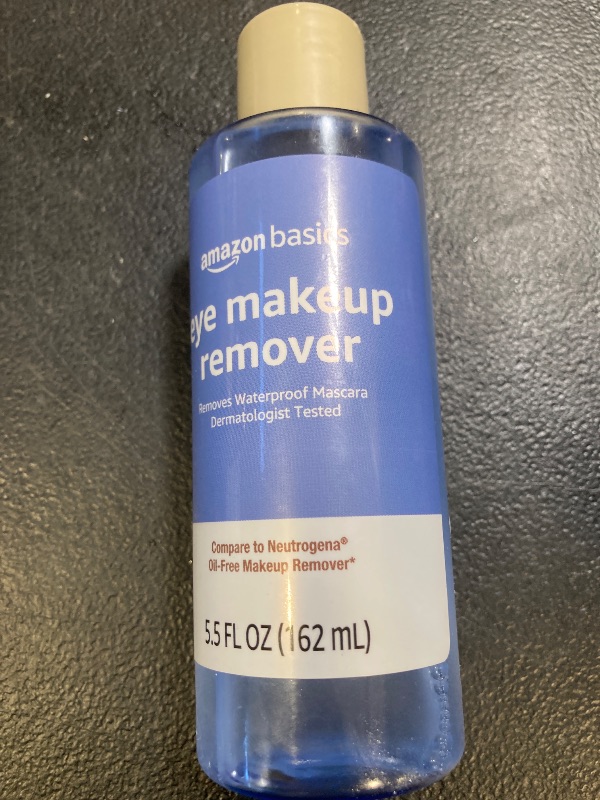 amazon basics
eye makeup
remover
Removes Waterproof Mascara
Dermatologist Tested
Compare to Neutrogena®
Oil-Free Makeup Remover*
5.5 FL OZ (162 mL)